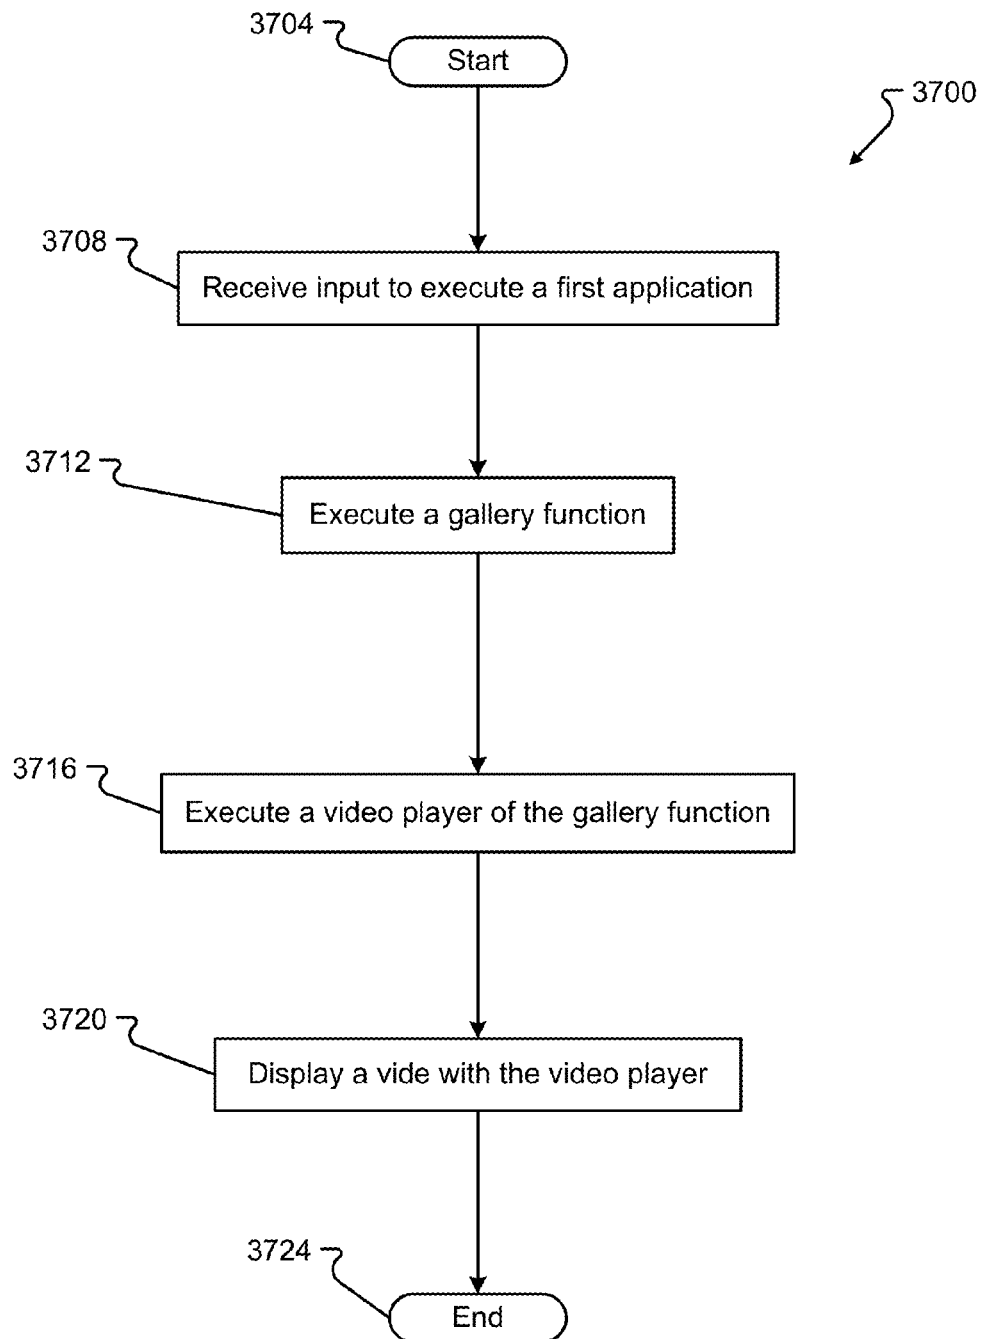 3704
Start
3700
3708
Receive input to execute a first application
3712
Execute a gallery function
3716
Execute a video player of the gallery function
3720
Display a vide with the video player
3724
End